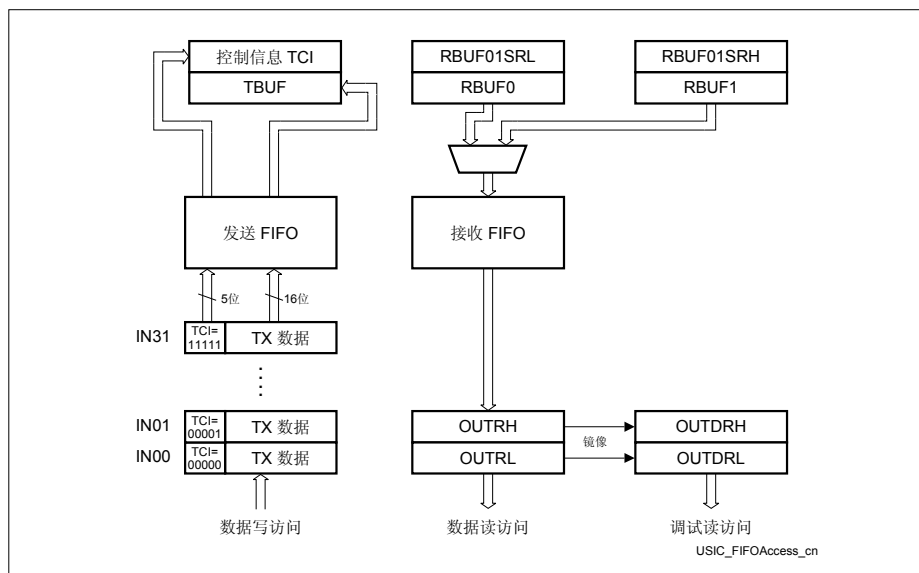 控制信息 TCI
TBUF
RBUF01SRL
RBUF0
RBUF01SRH
RBUF1
发送 FIFO
接收 FIFO
5位
16位
IN31
TCI=
11111
TX 数据
IN01
TCI=
00001
TX 数据
IN00
TCI=
00000
TX 数据
OUTRH
OUTRL
镜像
OUTDRH
OUTDRL
数据写访问
数据读访问
调试读访问
USIC_FIFOAccess_cn